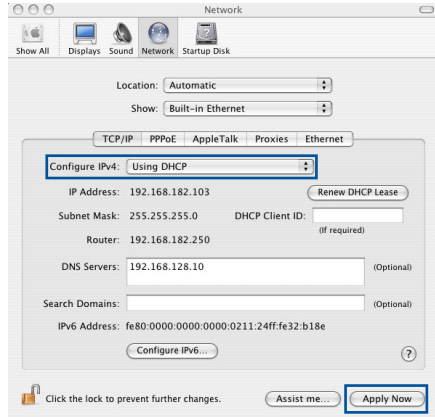 Network
Show All Displays Sound Network Startup Disk
Location: Automatic
Show: Built-in Ethernet
TCP/IP PPPoE AppleTalk Proxies Ethernet
Configure IPv4: Using DHCP
IP Address: 192.168.182.103 Renew DHCP Lease
Subnet Mask: 255.255.255.0 DHCP Client ID:
(If required)
Router: 192.168.182.250
DNS Servers: 192.168.128.10 (Optional)
Search Domains: (Optional)
IPv6 Address: fe80:0000:0000:0000:0211:24ff:fe32:b18e
Configure IPv6... ?
Click the lock to prevent further changes. Assist me... Apply Now